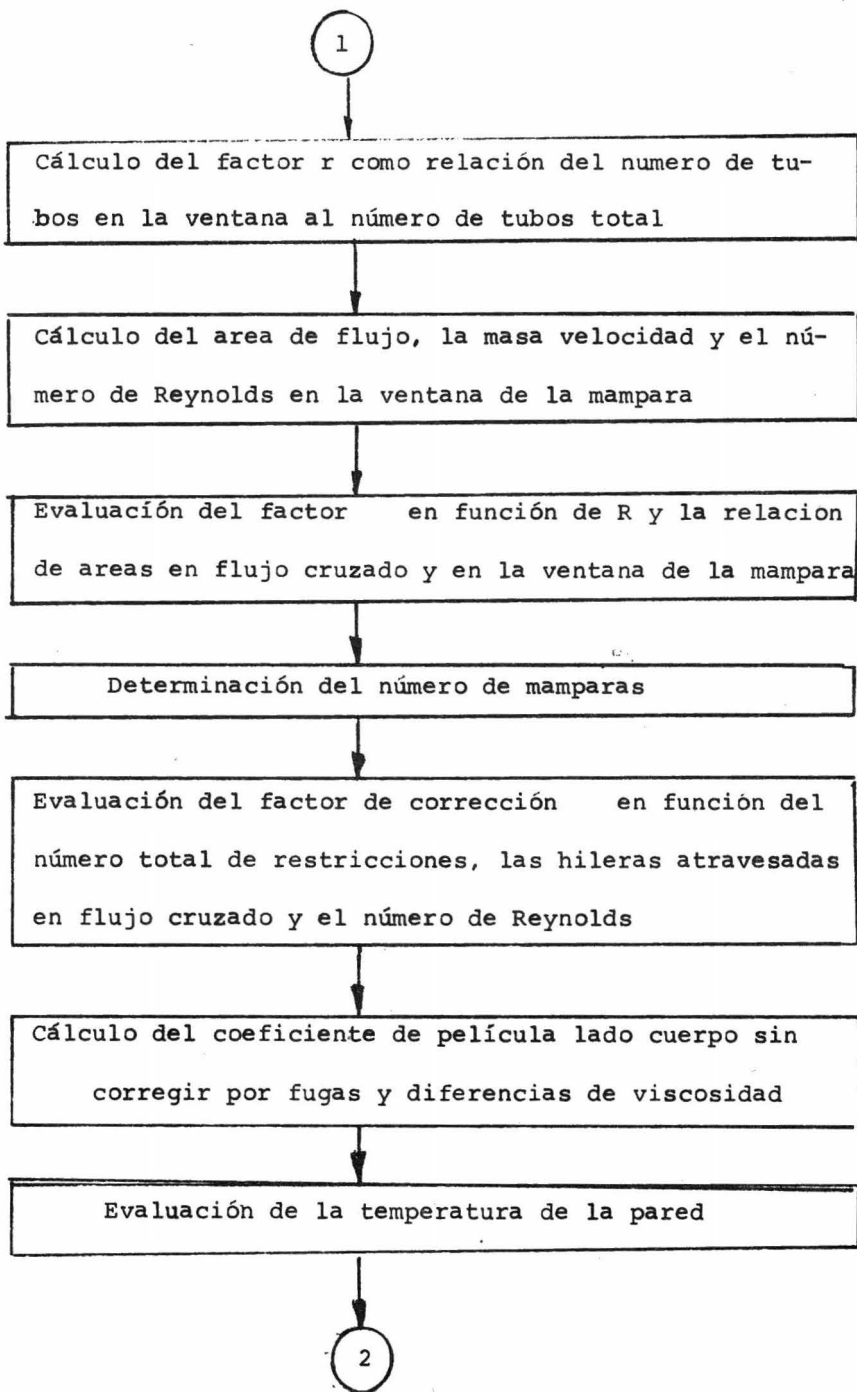 1
Cálculo del factor r como relación del numero de tu-
bos en la ventana al número de tubos total
Cálculo del area de flujo, la masa velocidad y el nú-
mero de Reynolds en la ventana de la mampara
Evaluacíón del factor en función de R y la relacion
de areas en flujo cruzado y en la ventana de la mampara
Determinación del número de mamparas
Evaluación del factor de corrección en función del
número total de restricciones, las hileras atravesadas
en flujo cruzado y el número de Reynolds
Cálculo del coeficiente de película lado cuerpo sin
corregir por fugas y diferencias de viscosidad
Evaluación de la temperatura de la pared
2